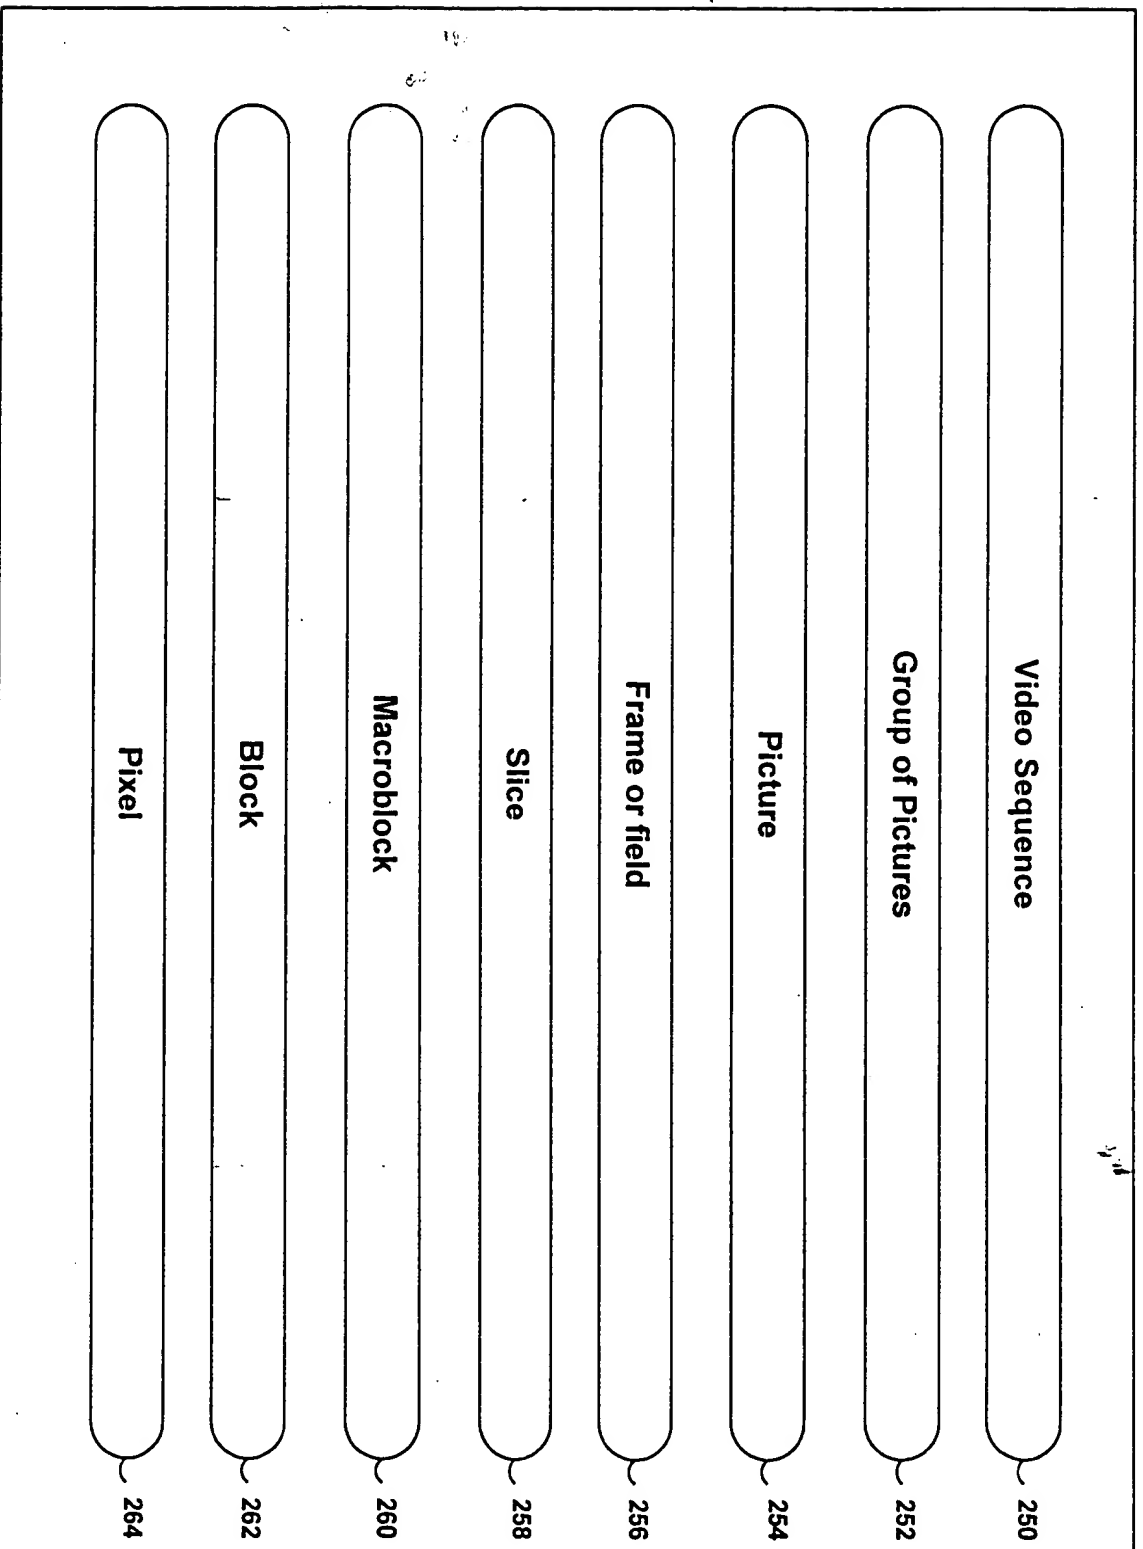 Video Sequence 250
Group of Pictures 252
Picture 254
Frame or field 256
Slice 258
Macroblock 260
Block 262
Pixel 264